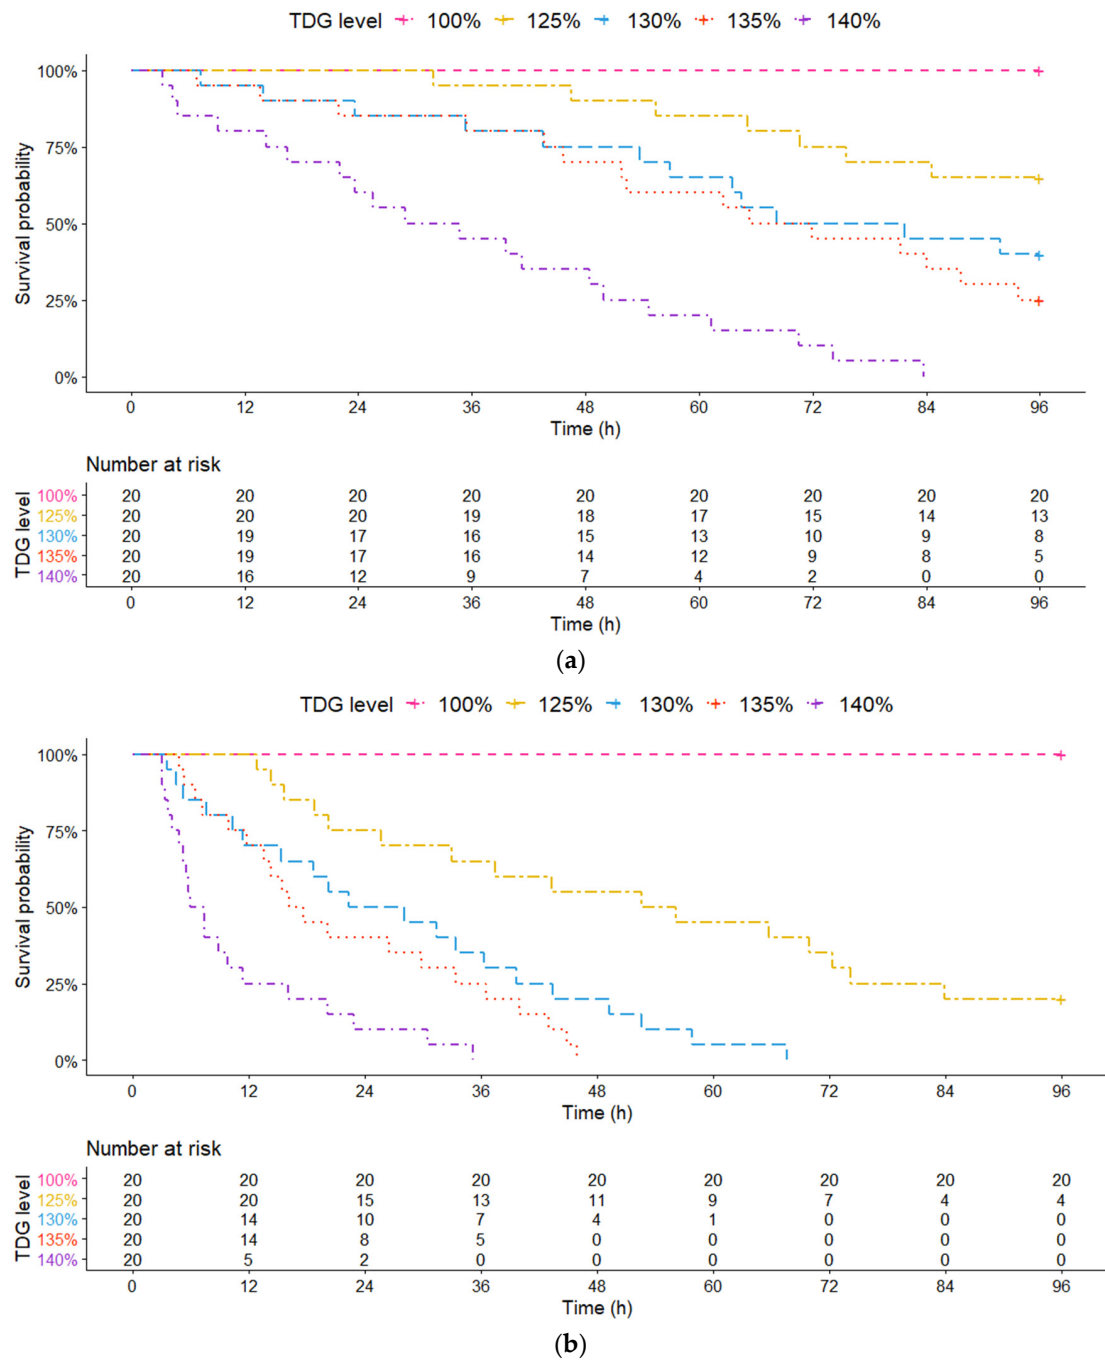 TDG level 100% 125% 130% 135% 140%
100%
75%
50%
25%
0%
Survival probability
0 12 24 36 48 60 72 84 96
Time (h)
Number at risk
TDG level
100% 20 20 20 20 20 20 20 20 20
125% 20 20 20 19 18 17 15 14 13
130% 20 19 17 16 15 13 10 9 8
135% 20 19 17 16 14 12 9 8 5
140% 20 16 12 9 7 4 2 0 0
0 12 24 36 48 60 72 84 96
Time (h)
(a)
TDG level 100% 125% 130% 135% 140%
100%
75%
50%
25%
0%
Survival probability
0 12 24 36 48 60 72 84 96
Time (h)
Number at risk
TDG level
100% 20 20 20 20 20 20 20 20 20
125% 20 20 15 13 11 9 7 4 4
130% 20 14 10 7 4 1 0 0 0
135% 20 14 8 5 0 0 0 0 0
140% 20 5 2 0 0 0 0 0 0
0 12 24 36 48 60 72 84 96
Time (h)
(b)